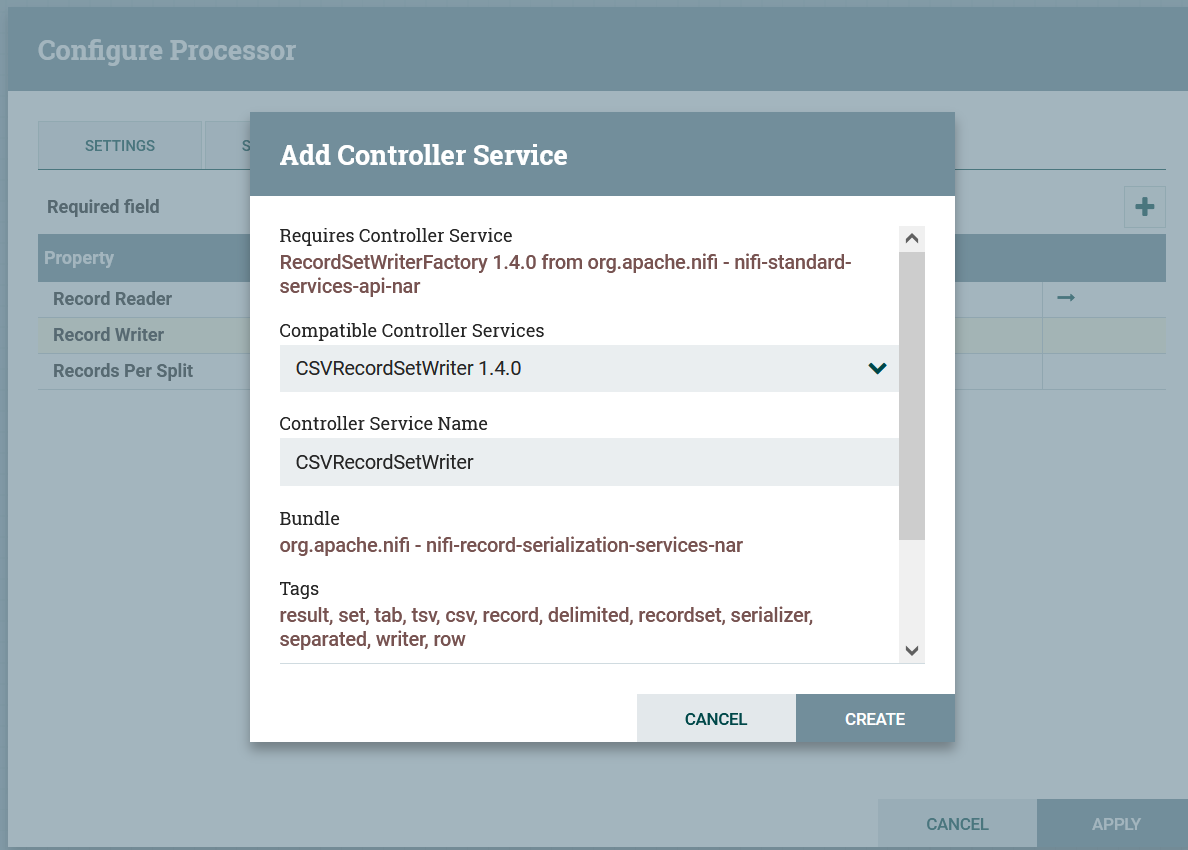 Configure Processor
SETTINGS
S
Required field
Property
Record Reader
Record Writer
Records Per Split
Add Controller Service
Requires Controller Service
RecordSetWriterFactory 1.4.0 from org.apache.nifi - nifi-standard-
services-api-nar
Compatible Controller Services
CSVRecordSetWriter 1.4.0
Controller Service Name
CSVRecordSetWriter
Bundle
org.apache.nifi - nifi-record-serialization-services-nar
Tags
result, set, tab, tsv, csv, record, delimited, recordset, serializer,
separated, writer, row
CANCEL
CREATE
CANCEL
APPLY